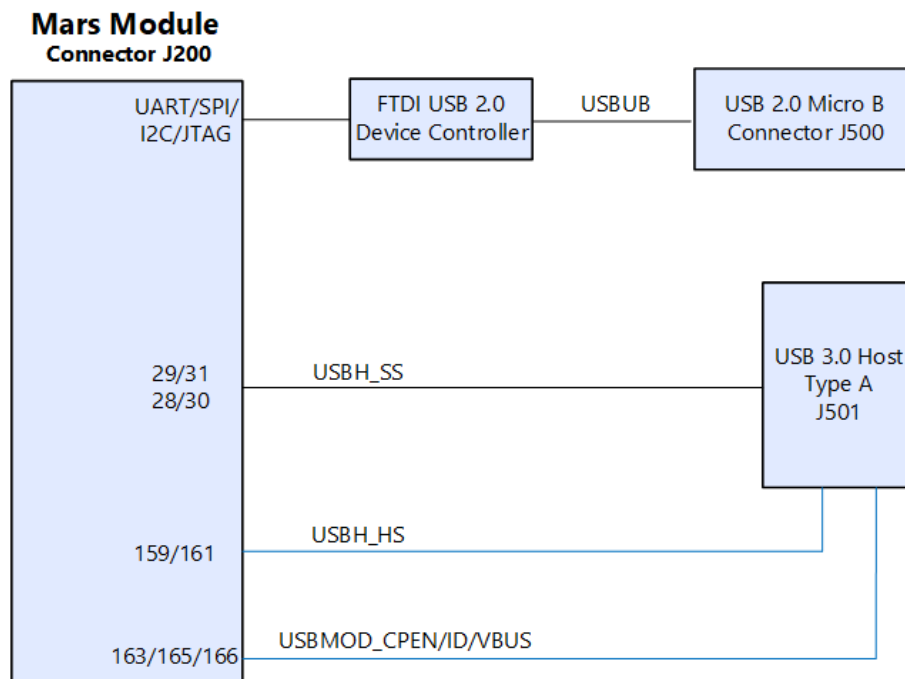 Mars Module
Connector J200
UART/SPI/
I2C/JTAG
FTDI USB 2.0
Device Controller
USBUB
USB 2.0 Micro B
Connector J500
29/31
28/30
USBH_SS
USB 3.0 Host
Type A
J501
159/161
USBH_HS
163/165/166
USBMOD_CPEN/ID/VBUS